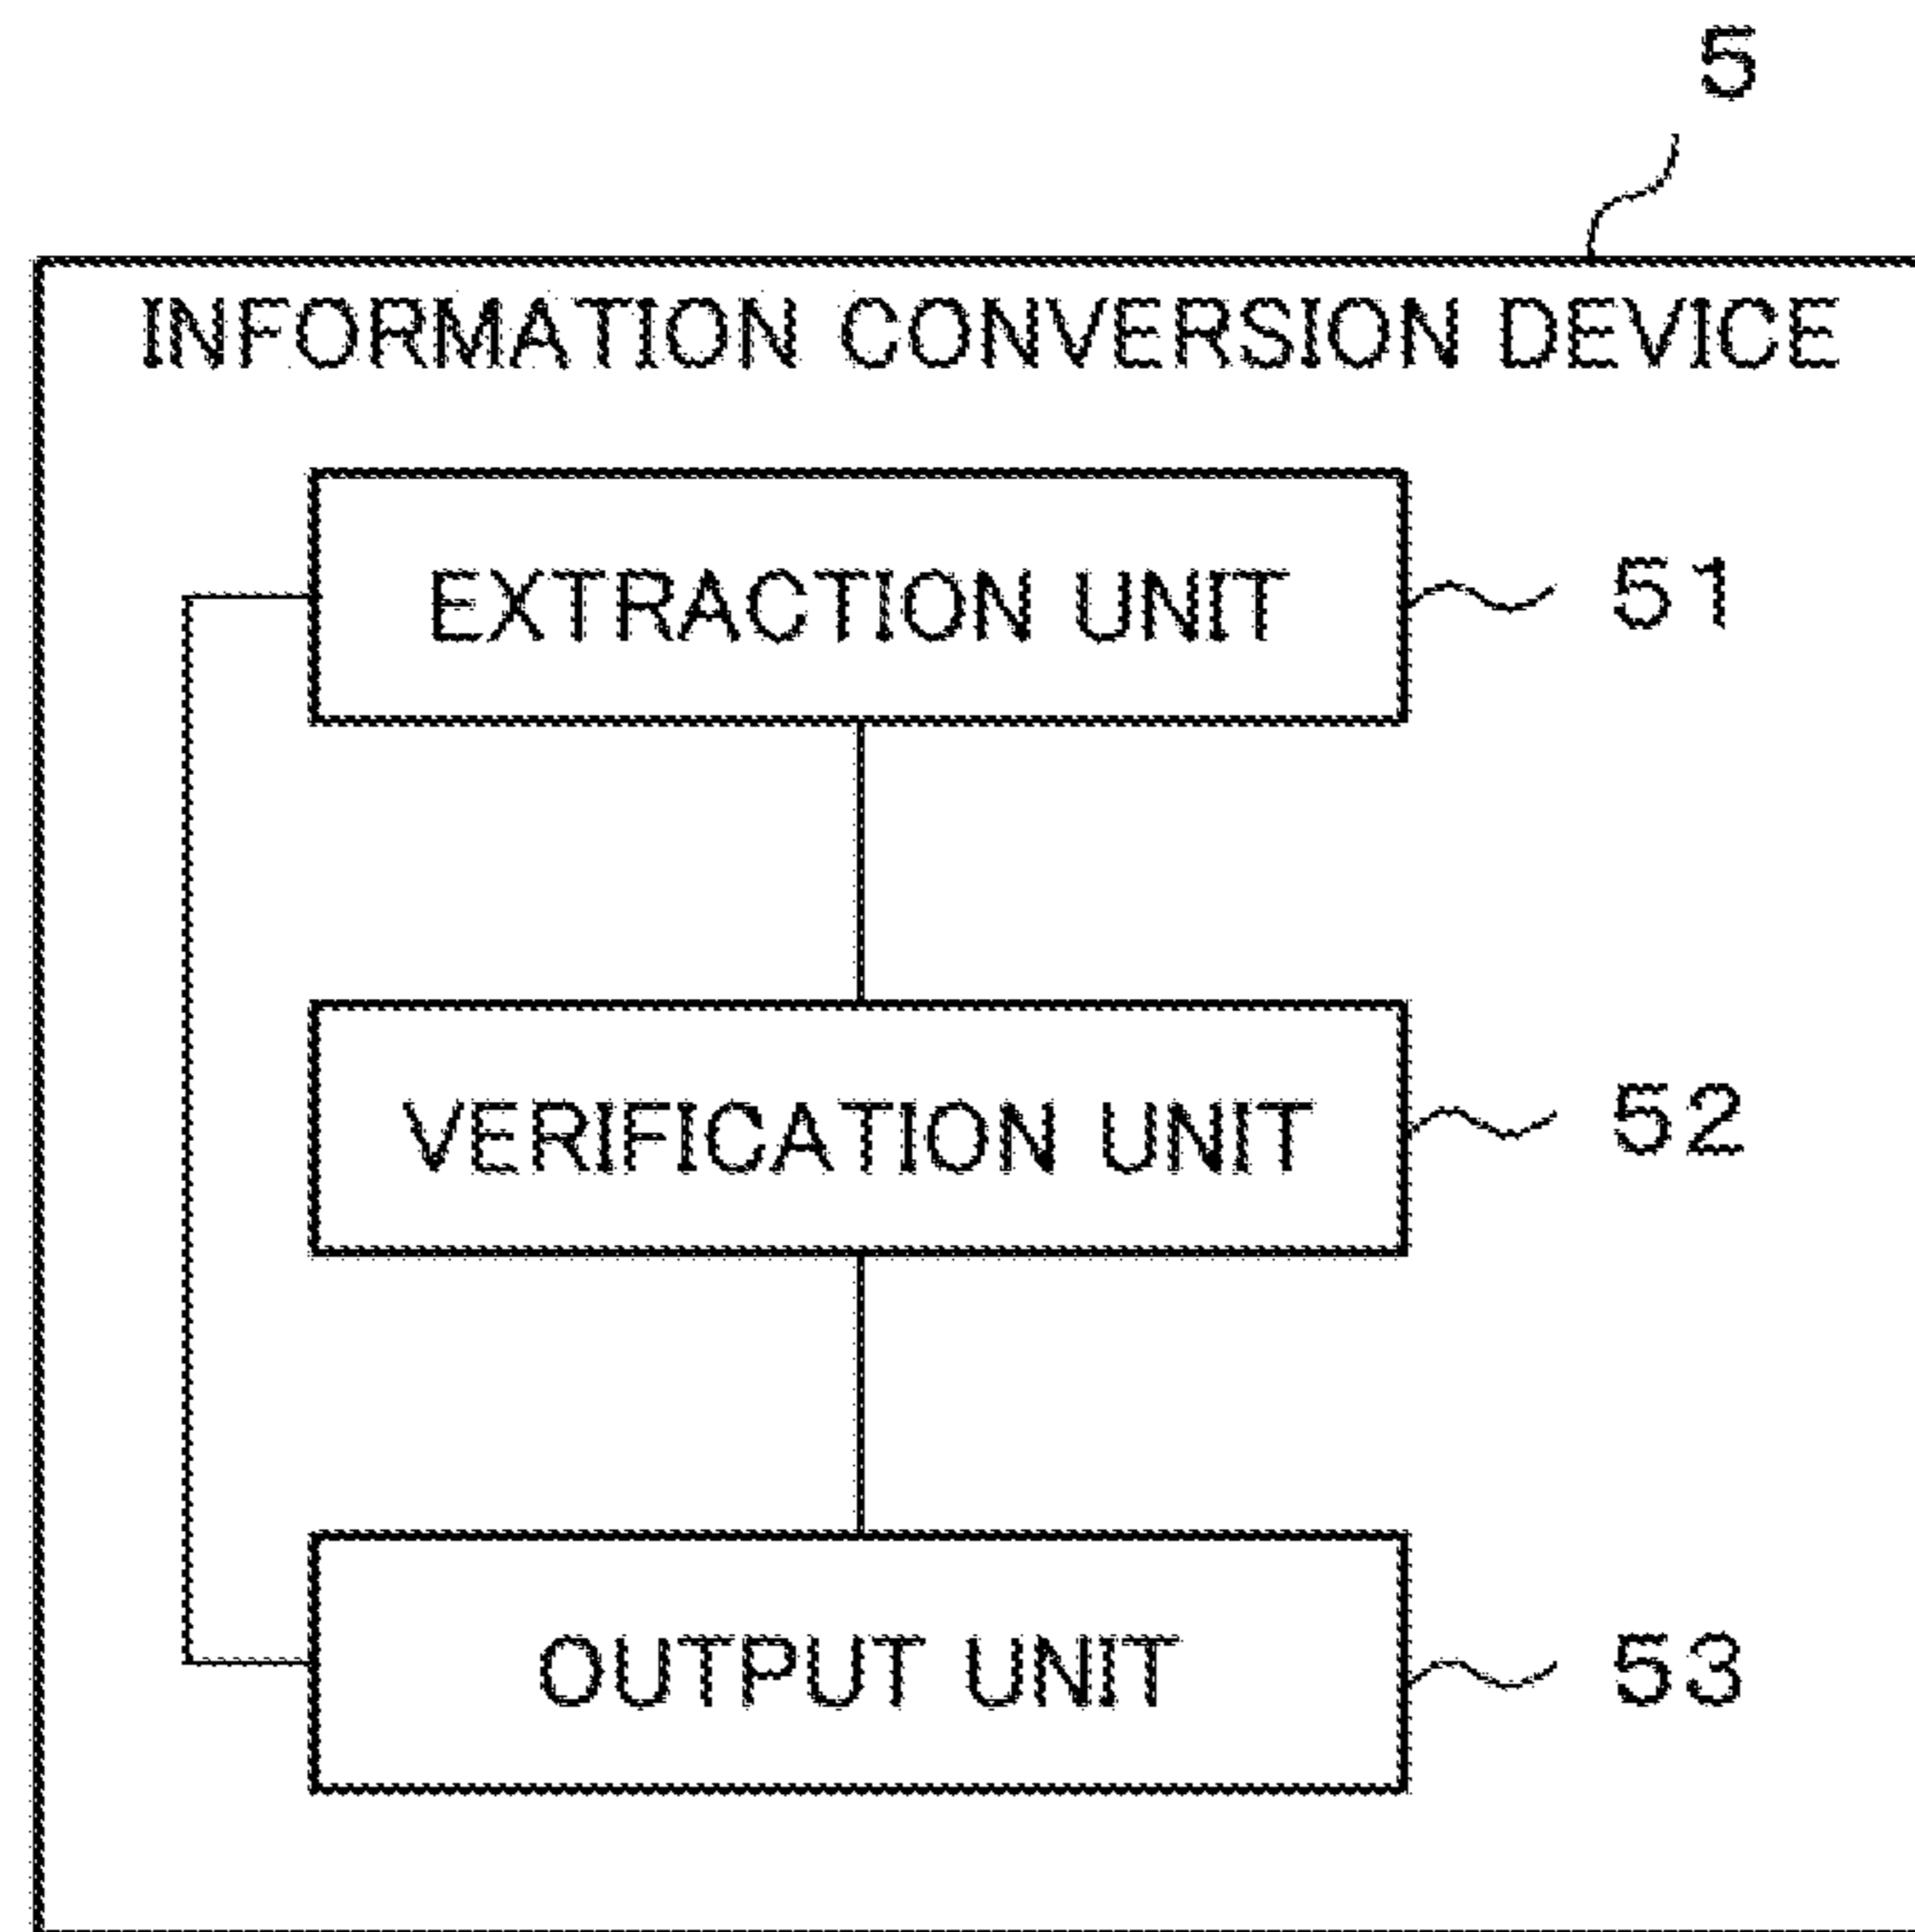 5
INFORMATION CONVERSION DEVICE
EXTRACTION UNIT
51
VERIFICATION UNIT
52
OUTPUT UNIT
53